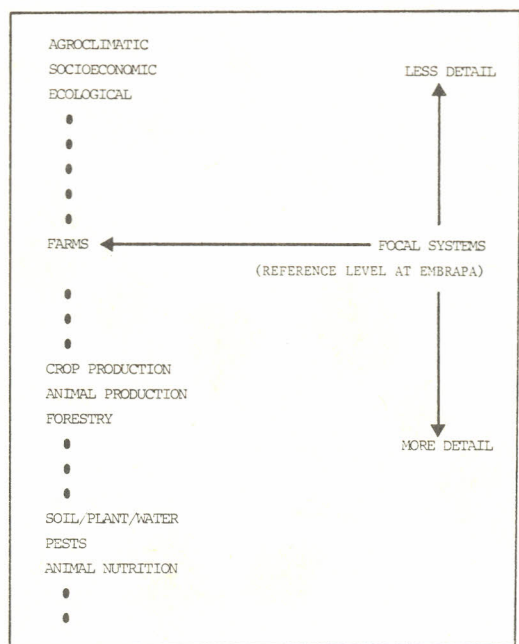 AGROCLIMATIC
SOCIOECONOMIC
ECOLOGICAL
LESS DETAIL
FARMS
FOCAL SYSTEMS
(REFERENCE LEVEL AT EMBRAPA)
CROP PRODUCTION
ANIMAL PRODUCTION
FORESTRY
MORE DETAIL
SOIL/PLANT/WATER
PESTS
ANIMAL NUTRITION